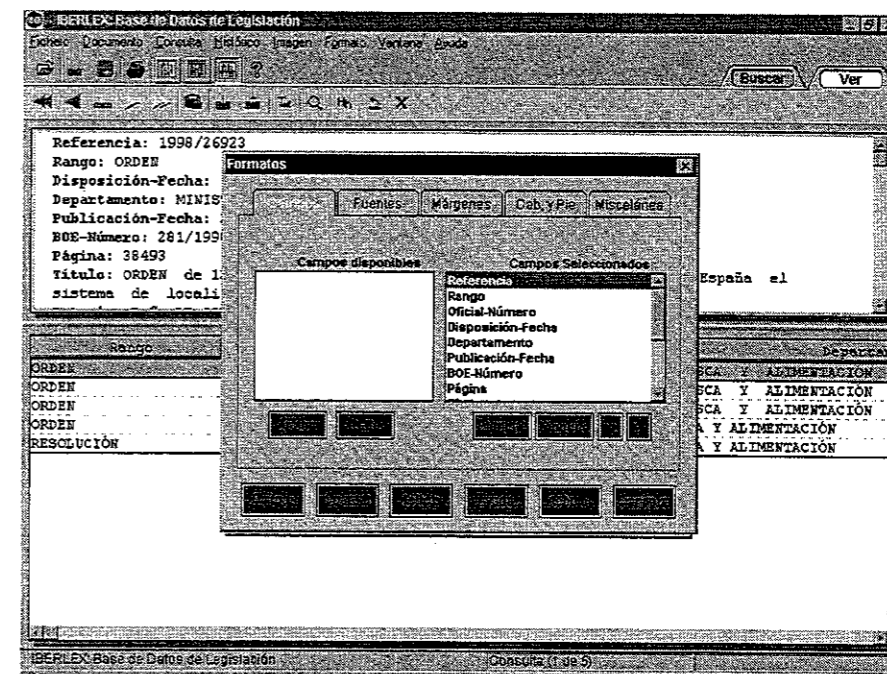 IBERLEX: Base de Datos de Legislación
Fichero Documento Consulta Histórico Imagen Formato Ventana Ayuda
Buscar Ver
Referencia: 1998/26923
Rango: ORDEN
Disposición-Fecha:
Departamento: MINIS
Publicación-Fecha:
BOE-Número: 281/199
Página: 38493
Título: ORDEN de 1 España el
sistema de locali
Formatos
Fuentes Márgenes Cab. y Pie Miscelánea
Campos disponibles Campos Seleccionados
Referencia
Rango
Oficial-Número
Disposición-Fecha
Departamento
Publicación-Fecha
BOE-Número
Página
Rango Departa
ORDEN SCA Y ALIMENTACIÓN
ORDEN SCA Y ALIMENTACIÓN
ORDEN SCA Y ALIMENTACIÓN
ORDEN A Y ALIMENTACIÓN
RESOLUCIÓN A Y ALIMENTACIÓN
IBERLEX: Base de Datos de Legislación Consulta (1 de 5)